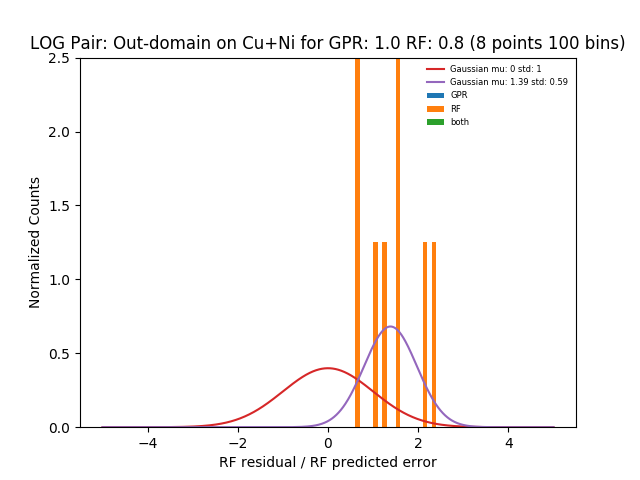 LOG Pair: Out-domain on Cu+Ni for GPR: 1.0 RF: 0.8 (8 points 100 bins)
Gaussian mu: 0 std: 1
Gaussian mu: 1.39 std: 0.59
GPR
RF
both
Normalized Counts
2.5
2.0
1.5
1.0
0.5
0.0
−4 −2 0 2 4
RF residual / RF predicted error